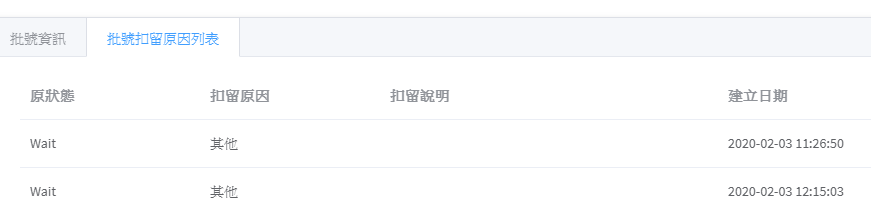 批號資訊 批號扣留原因列表
原狀態 扣留原因 扣留說明 建立日期
Wait 其他 2020-02-03 11:26:50
Wait 其他 2020-02-03 12:15:03